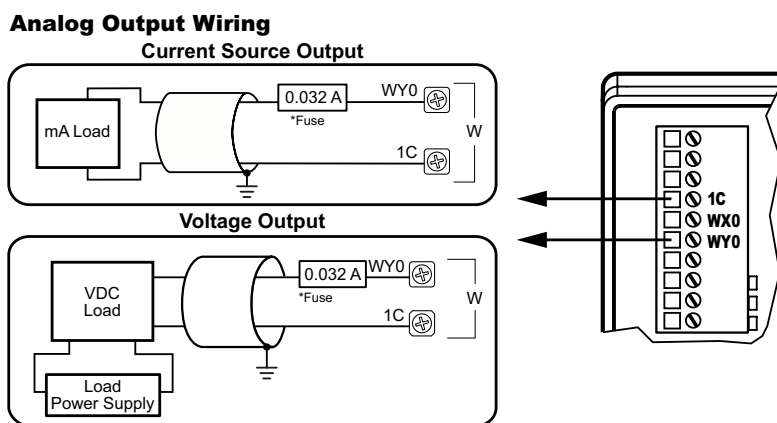 Analog Output Wiring
Current Source Output
mA Load
0.032 A
*Fuse
WY0
1C
W
Voltage Output
VDC
Load
Load
Power Supply
0.032 A
*Fuse
WY0
1C
W
1C
WX0
WY0